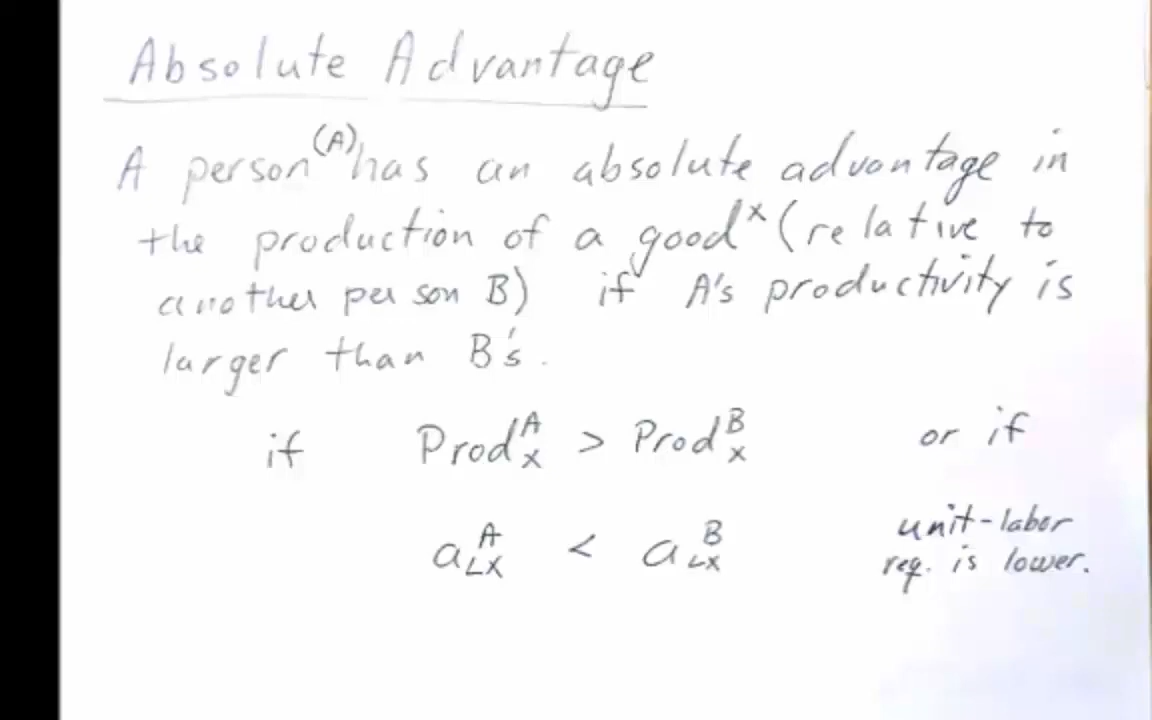 Absolute Advantage
A person (A) has an absolute advantage in
the production of a good x (relative to
another person B) if A's productivity is
larger than B's.
if Prod^A_x > Prod^B_x or if
a^A_LX < a^B_LX unit-labor
req. is lower.